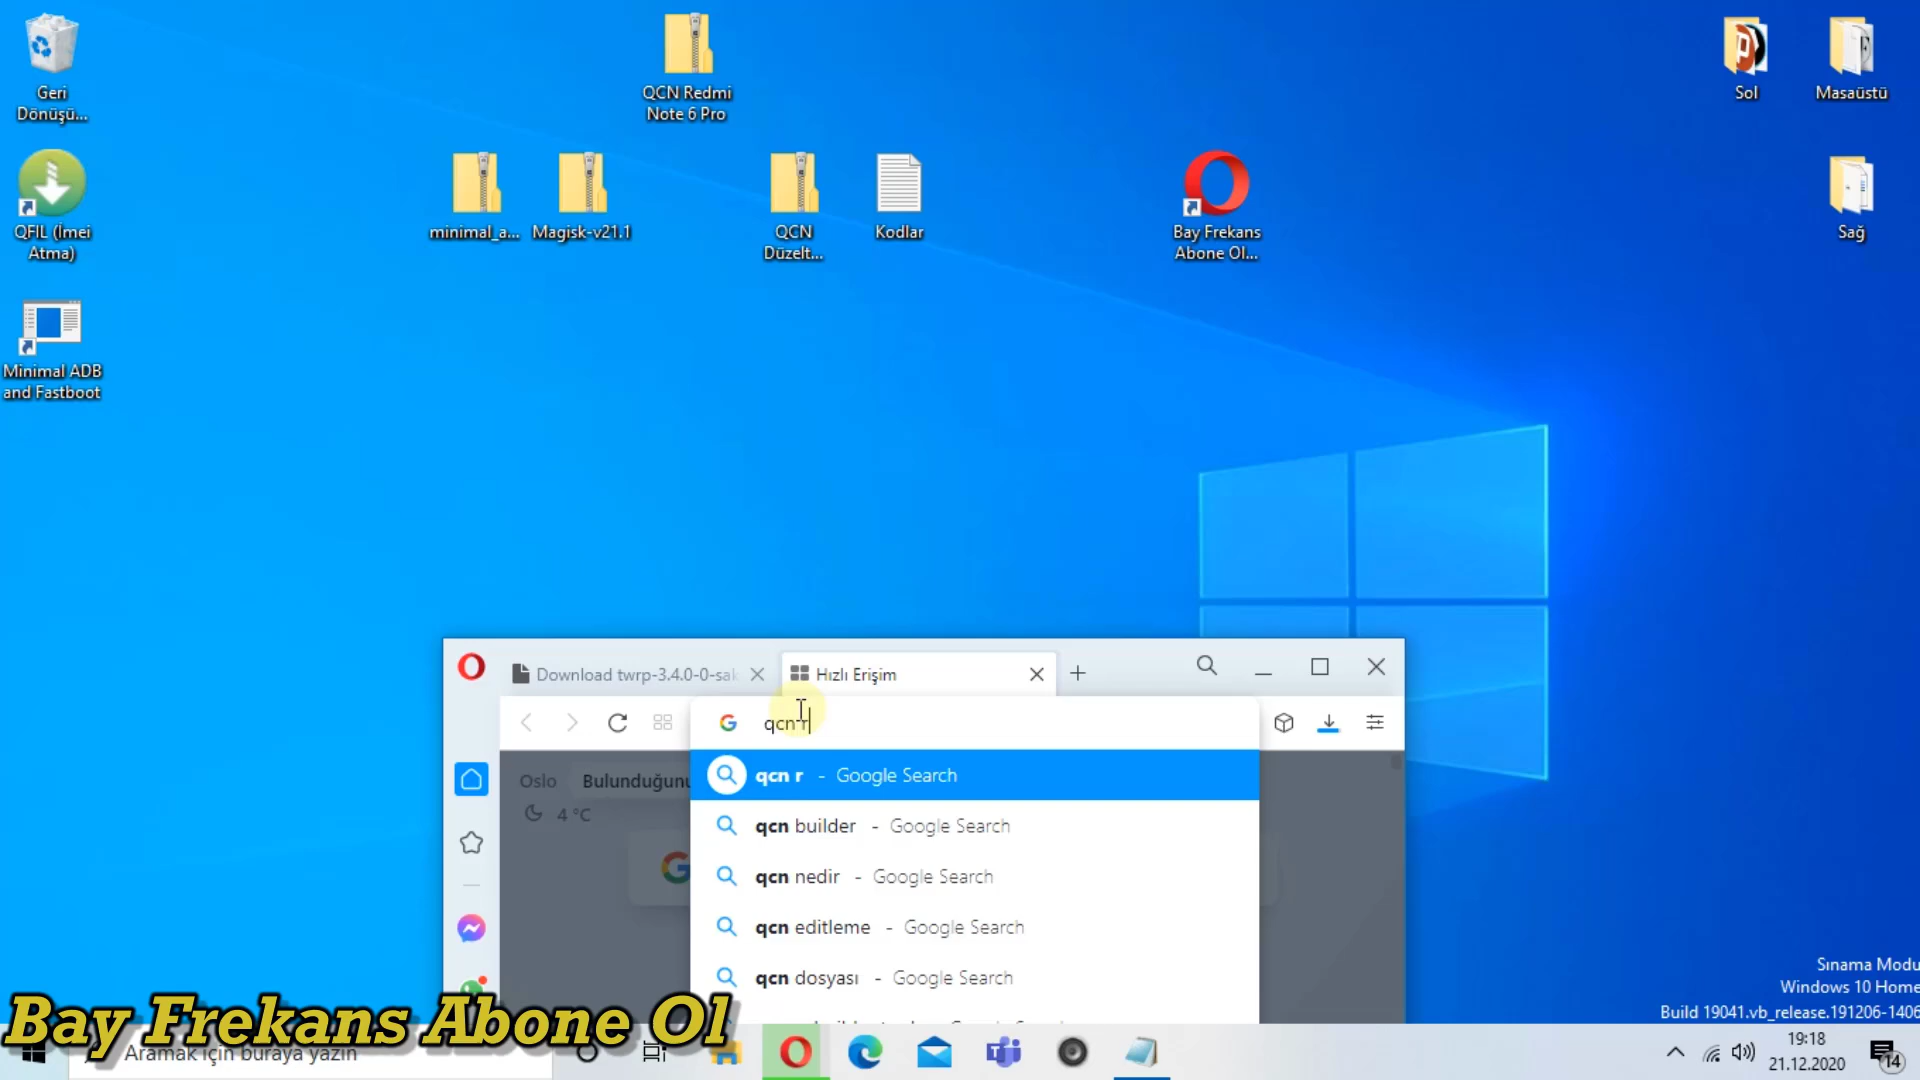 Geri
Dönüşü...
QCN Redmi
Note 6 Pro
Sol
Masaüstü
QFIL (İmei
Atma)
minimal_a...
Magisk-v21.1
QCN
Düzelt...
Kodlar
Bay Frekans
Abone Ol...
Sağ
Minimal ADB
and Fastboot
Download twrp-3.4.0-0-sak
Hızlı Erişim
qcn r
qcn r - Google Search
Oslo
Bulunduğunu
4 °C
qcn builder - Google Search
qcn nedir - Google Search
qcn editleme - Google Search
qcn dosyası - Google Search
Sınama Modu
Windows 10 Home
Build 19041.vb_release.191206-1406
Bay Frekans Abone Ol
Aramak için buraya yazın
19:18
21.12.2020
14